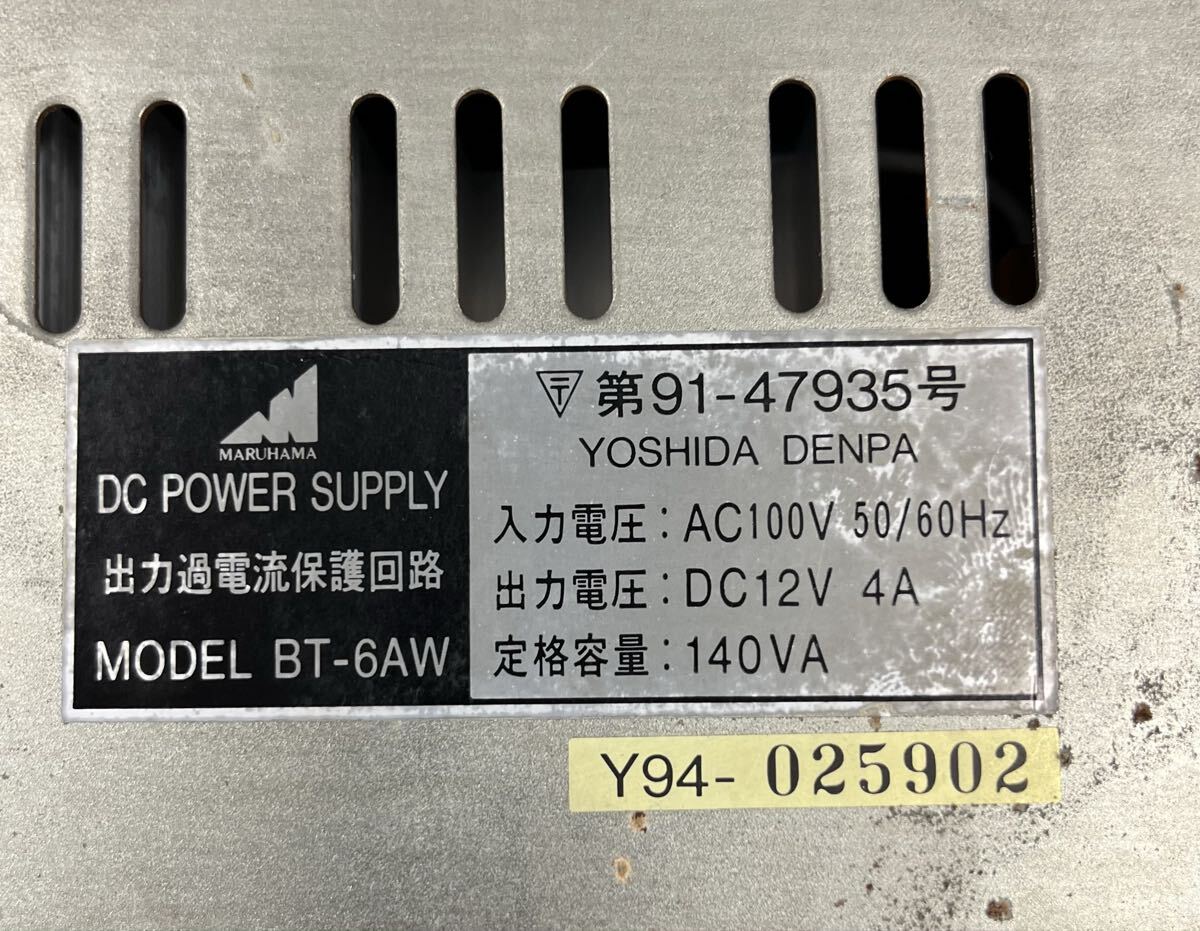 MARUHAMA
DC POWER SUPPLY
出力過電流保護回路
MODEL BT-6AW
第91-47935号
YOSHIDA DENPA
入力電圧:AC100V 50/60Hz
出力電圧:DC12V 4A
定格容量:140VA
Y94-025902